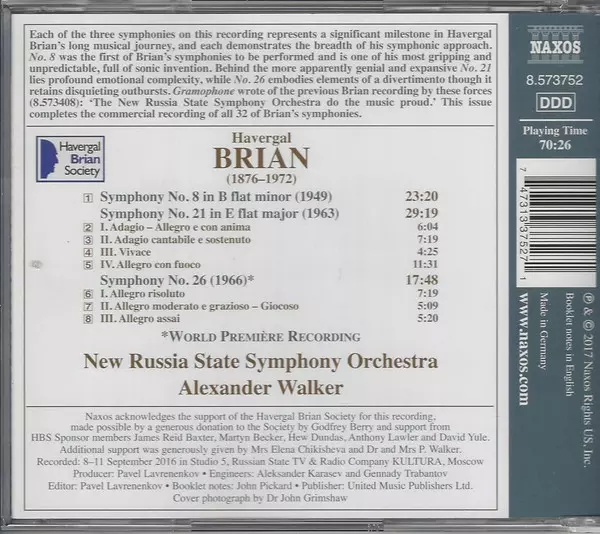 Each of the three symphonies on this recording represents a significant milestone in Havergal
Brian's long musical journey, and each demonstrates the breadth of his symphonic approach.
No. 8 was the first of Brian's symphonies to be performed and is one of his most gripping and
unpredictable, full of sonic invention. Behind the more apparently genial and expansive No. 21
lies profound emotional complexity, while No. 26 embodies elements of a divertimento though it
retains disquieting outbursts. Gramophone wrote of the previous Brian recording by these forces
(8.573408): 'The New Russia State Symphony Orchestra do the music proud.' This issue
completes the commercial recording of all 32 of Brian's symphonies.
Havergal
Brian
Society
Havergal
BRIAN
(1876–1972)
1 Symphony No. 8 in B flat minor (1949) 23:20
Symphony No. 21 in E flat major (1963) 29:19
2 I. Adagio – Allegro e con anima 6:04
3 II. Adagio cantabile e sostenuto 7:19
4 III. Vivace 4:25
5 IV. Allegro con fuoco 11:31
Symphony No. 26 (1966)* 17:48
6 I. Allegro risoluto 7:19
7 II. Allegro moderato e grazioso – Giocoso 5:09
8 III. Allegro assai 5:20
*WORLD PREMIÈRE RECORDING
New Russia State Symphony Orchestra
Alexander Walker
Naxos acknowledges the support of the Havergal Brian Society for this recording,
made possible by a generous donation to the Society by Godfrey Berry and support from
HBS Sponsor members James Reid Baxter, Martyn Becker, Hew Dundas, Anthony Lawler and David Yule.
Additional support was generously given by Mrs Elena Chikisheva and Dr and Mrs P. Walker.
Recorded: 8–11 September 2016 in Studio 5, Russian State TV & Radio Company KULTURA, Moscow
Producer: Pavel Lavrenenkov • Engineers: Aleksander Karasev and Gennady Trabantov
Editor: Pavel Lavrenenkov • Booklet notes: John Pickard • Publisher: United Music Publishers Ltd.
Cover photograph by Dr John Grimshaw
NAXOS
8.573752
DDD
Playing Time
70:26
7 47313 37527 1
℗ & © 2017 Naxos Rights US, Inc.
Booklet notes in English
Made in Germany
www.naxos.com